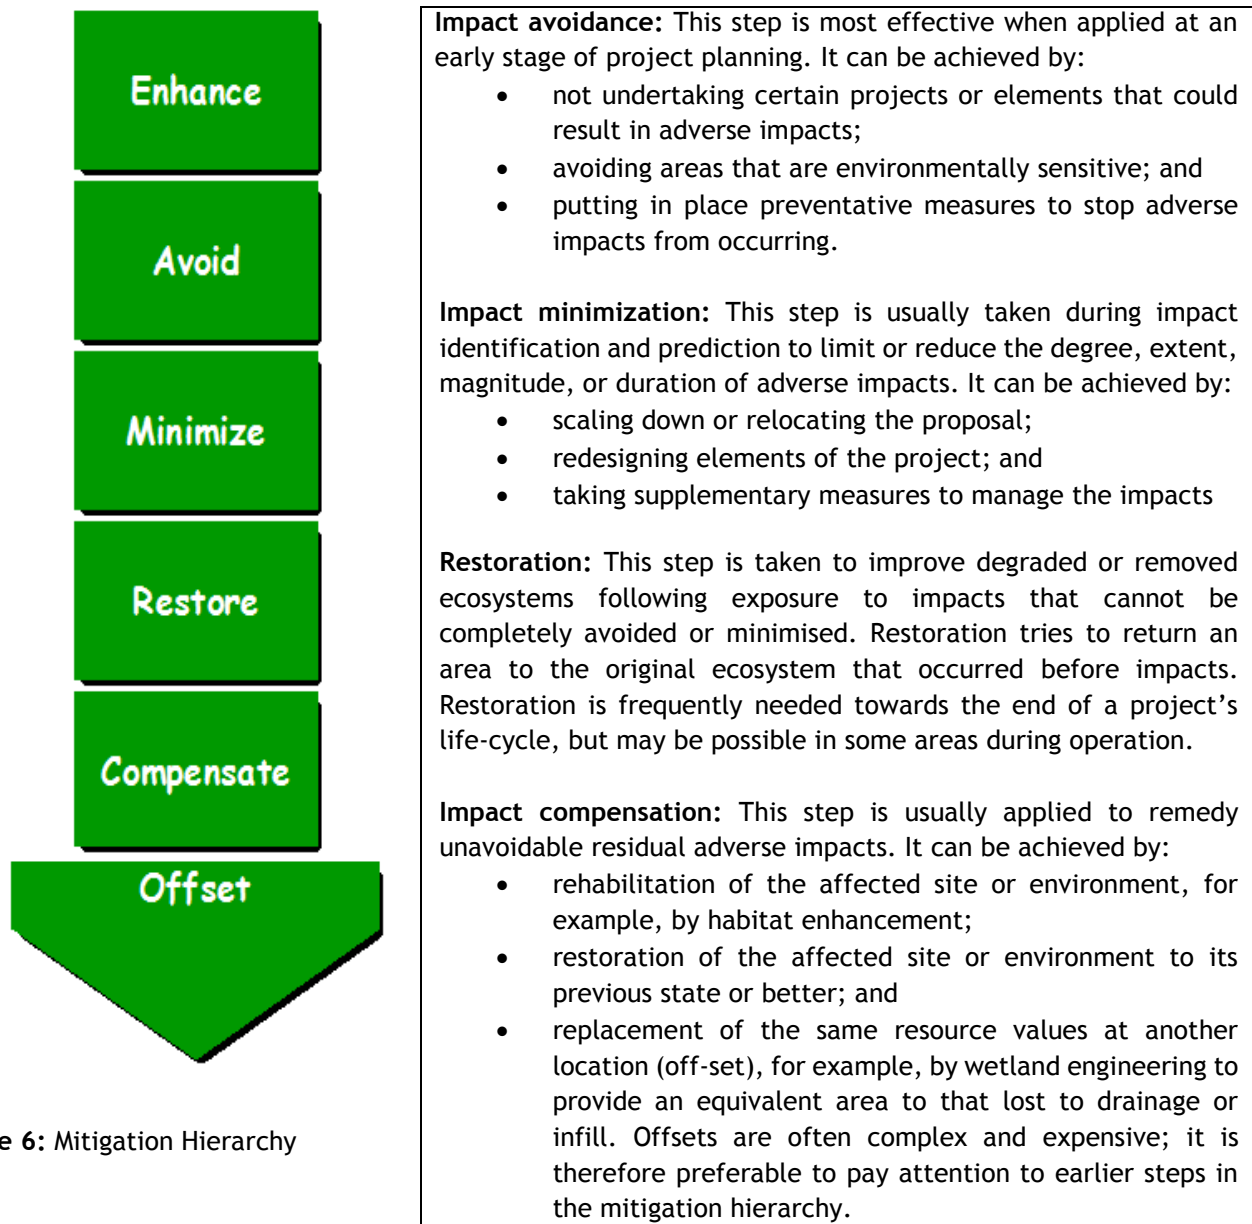 Enhance
Avoid
Minimize
Restore
Compensate
Offset
e 6: Mitigation Hierarchy
Impact avoidance: This step is most effective when applied at an
early stage of project planning. It can be achieved by:
• not undertaking certain projects or elements that could
result in adverse impacts;
• avoiding areas that are environmentally sensitive; and
• putting in place preventative measures to stop adverse
impacts from occurring.
Impact minimization: This step is usually taken during impact
identification and prediction to limit or reduce the degree, extent,
magnitude, or duration of adverse impacts. It can be achieved by:
• scaling down or relocating the proposal;
• redesigning elements of the project; and
• taking supplementary measures to manage the impacts
Restoration: This step is taken to improve degraded or removed
ecosystems following exposure to impacts that cannot be
completely avoided or minimised. Restoration tries to return an
area to the original ecosystem that occurred before impacts.
Restoration is frequently needed towards the end of a project’s
life-cycle, but may be possible in some areas during operation.
Impact compensation: This step is usually applied to remedy
unavoidable residual adverse impacts. It can be achieved by:
• rehabilitation of the affected site or environment, for
example, by habitat enhancement;
• restoration of the affected site or environment to its
previous state or better; and
• replacement of the same resource values at another
location (off-set), for example, by wetland engineering to
provide an equivalent area to that lost to drainage or
infill. Offsets are often complex and expensive; it is
therefore preferable to pay attention to earlier steps in
the mitigation hierarchy.